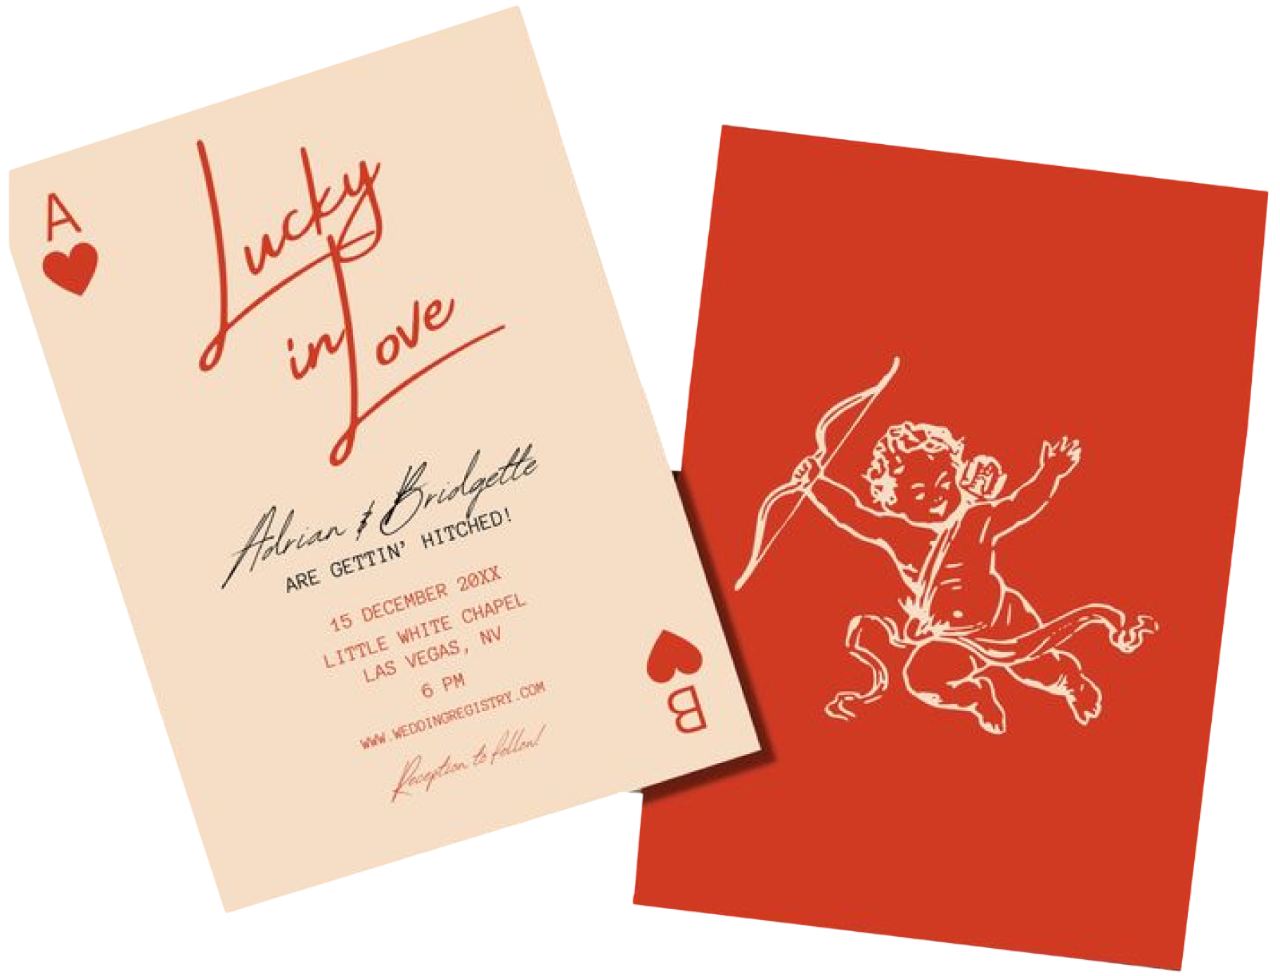 A
Lucky
in Love
Adrian & Bridgette
ARE GETTIN' HITCHED!
15 DECEMBER 20XX
LITTLE WHITE CHAPEL
LAS VEGAS, NV
6 PM
WWW.WEDDINGREGISTRY.COM
Reception to follow!
B